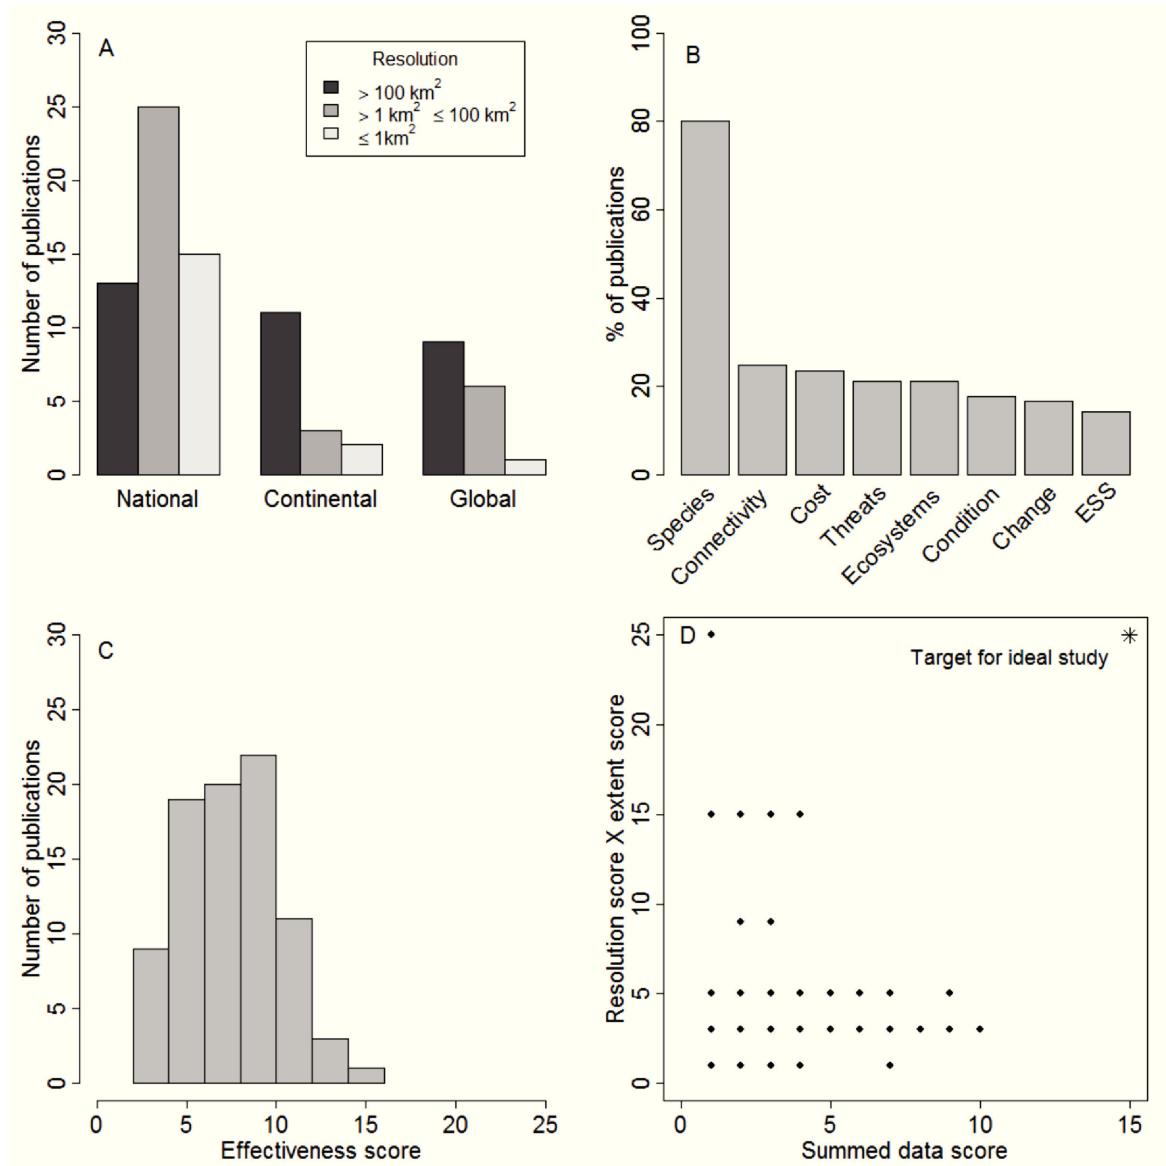 A
Resolution
> 100 km²
> 1 km² ≤ 100 km²
≤ 1km²
Number of publications
0 5 10 15 20 25 30
National Continental Global
B
% of publications
0 20 40 60 80 100
Species Connectivity Cost Threats Ecosystems Condition Change ESS
C
Number of publications
0 5 10 15 20 25 30
0 5 10 15 20 25
Effectiveness score
D
Target for ideal study
Resolution score X extent score
0 5 10 15 20 25
0 5 10 15
Summed data score